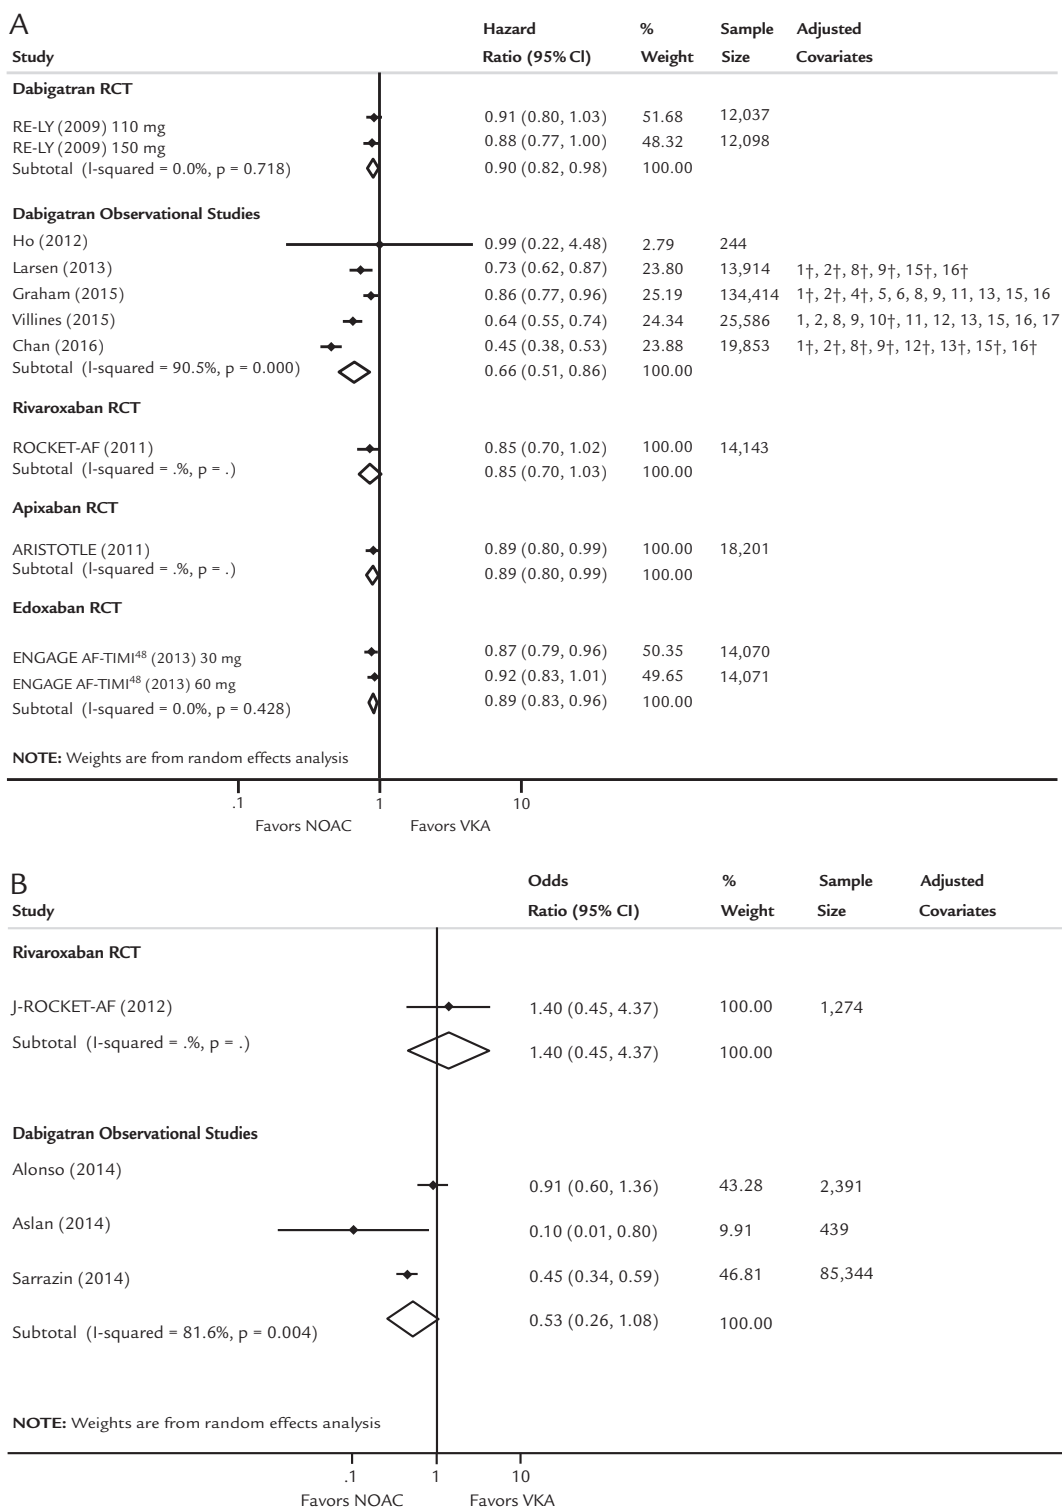 A
Hazard % Sample Adjusted
Study Ratio (95% CI) Weight Size Covariates
Dabigatran RCT
RE-LY (2009) 110 mg 0.91 (0.80, 1.03) 51.68 12,037
RE-LY (2009) 150 mg 0.88 (0.77, 1.00) 48.32 12,098
Subtotal (I-squared = 0.0%, p = 0.718) 0.90 (0.82, 0.98) 100.00
Dabigatran Observational Studies
Ho (2012) 0.99 (0.22, 4.48) 2.79 244
Larsen (2013) 0.73 (0.62, 0.87) 23.80 13,914 1†, 2†, 8†, 9†, 15†, 16†
Graham (2015) 0.86 (0.77, 0.96) 25.19 134,414 1†, 2†, 4†, 5, 6, 8, 9, 11, 13, 15, 16
Villines (2015) 0.64 (0.55, 0.74) 24.34 25,586 1, 2, 8, 9, 10†, 11, 12, 13, 15, 16, 17
Chan (2016) 0.45 (0.38, 0.53) 23.88 19,853 1†, 2†, 8†, 9†, 12†, 13†, 15†, 16†
Subtotal (I-squared = 90.5%, p = 0.000) 0.66 (0.51, 0.86) 100.00
Rivaroxaban RCT
ROCKET-AF (2011) 0.85 (0.70, 1.02) 100.00 14,143
Subtotal (I-squared = .%, p = .) 0.85 (0.70, 1.03) 100.00
Apixaban RCT
ARISTOTLE (2011) 0.89 (0.80, 0.99) 100.00 18,201
Subtotal (I-squared = .%, p = .) 0.89 (0.80, 0.99) 100.00
Edoxaban RCT
ENGAGE AF-TIMI⁴⁸ (2013) 30 mg 0.87 (0.79, 0.96) 50.35 14,070
ENGAGE AF-TIMI⁴⁸ (2013) 60 mg 0.92 (0.83, 1.01) 49.65 14,071
Subtotal (I-squared = 0.0%, p = 0.428) 0.89 (0.83, 0.96) 100.00
NOTE: Weights are from random effects analysis
.1 1 10
Favors NOAC Favors VKA
B
Odds % Sample Adjusted
Study Ratio (95% CI) Weight Size Covariates
Rivaroxaban RCT
J-ROCKET-AF (2012) 1.40 (0.45, 4.37) 100.00 1,274
Subtotal (I-squared = .%, p = .) 1.40 (0.45, 4.37) 100.00
Dabigatran Observational Studies
Alonso (2014) 0.91 (0.60, 1.36) 43.28 2,391
Aslan (2014) 0.10 (0.01, 0.80) 9.91 439
Sarrazin (2014) 0.45 (0.34, 0.59) 46.81 85,344
Subtotal (I-squared = 81.6%, p = 0.004) 0.53 (0.26, 1.08) 100.00
NOTE: Weights are from random effects analysis
.1 1 10
Favors NOAC Favors VKA